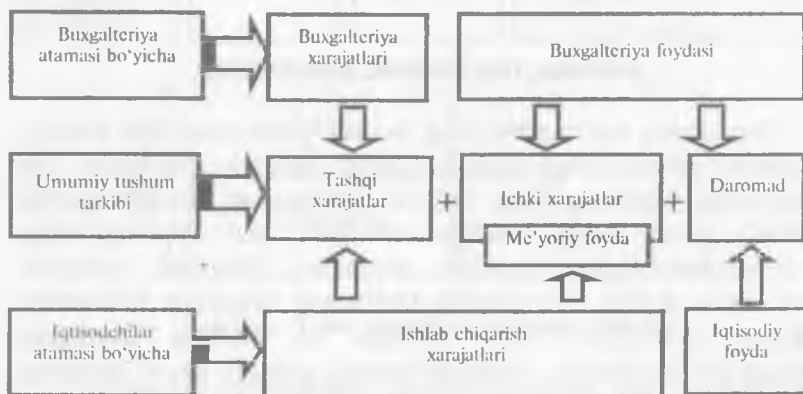 Buxgalteriya
atamasi bo‘yicha
Buxgalteriya
xarajatlari
Buxgalteriya foydasi
Umumiy tushum
tarkibi
Tashqi
xarajatlar
+
Ichki xarajatlar
Me’yoriy foyda
+
Daromad
Iqtisodchilar
atamasi bo‘yicha
Ishlab chiqarish
xarajatlari
Iqtisodiy
foyda